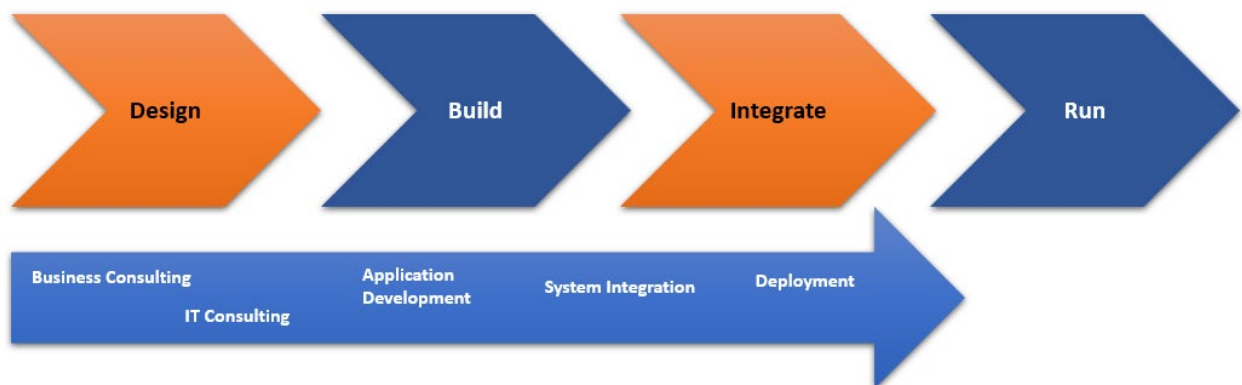 Design
Build
Integrate
Run
Business Consulting
IT Consulting
Application
Development
System Integration
Deployment